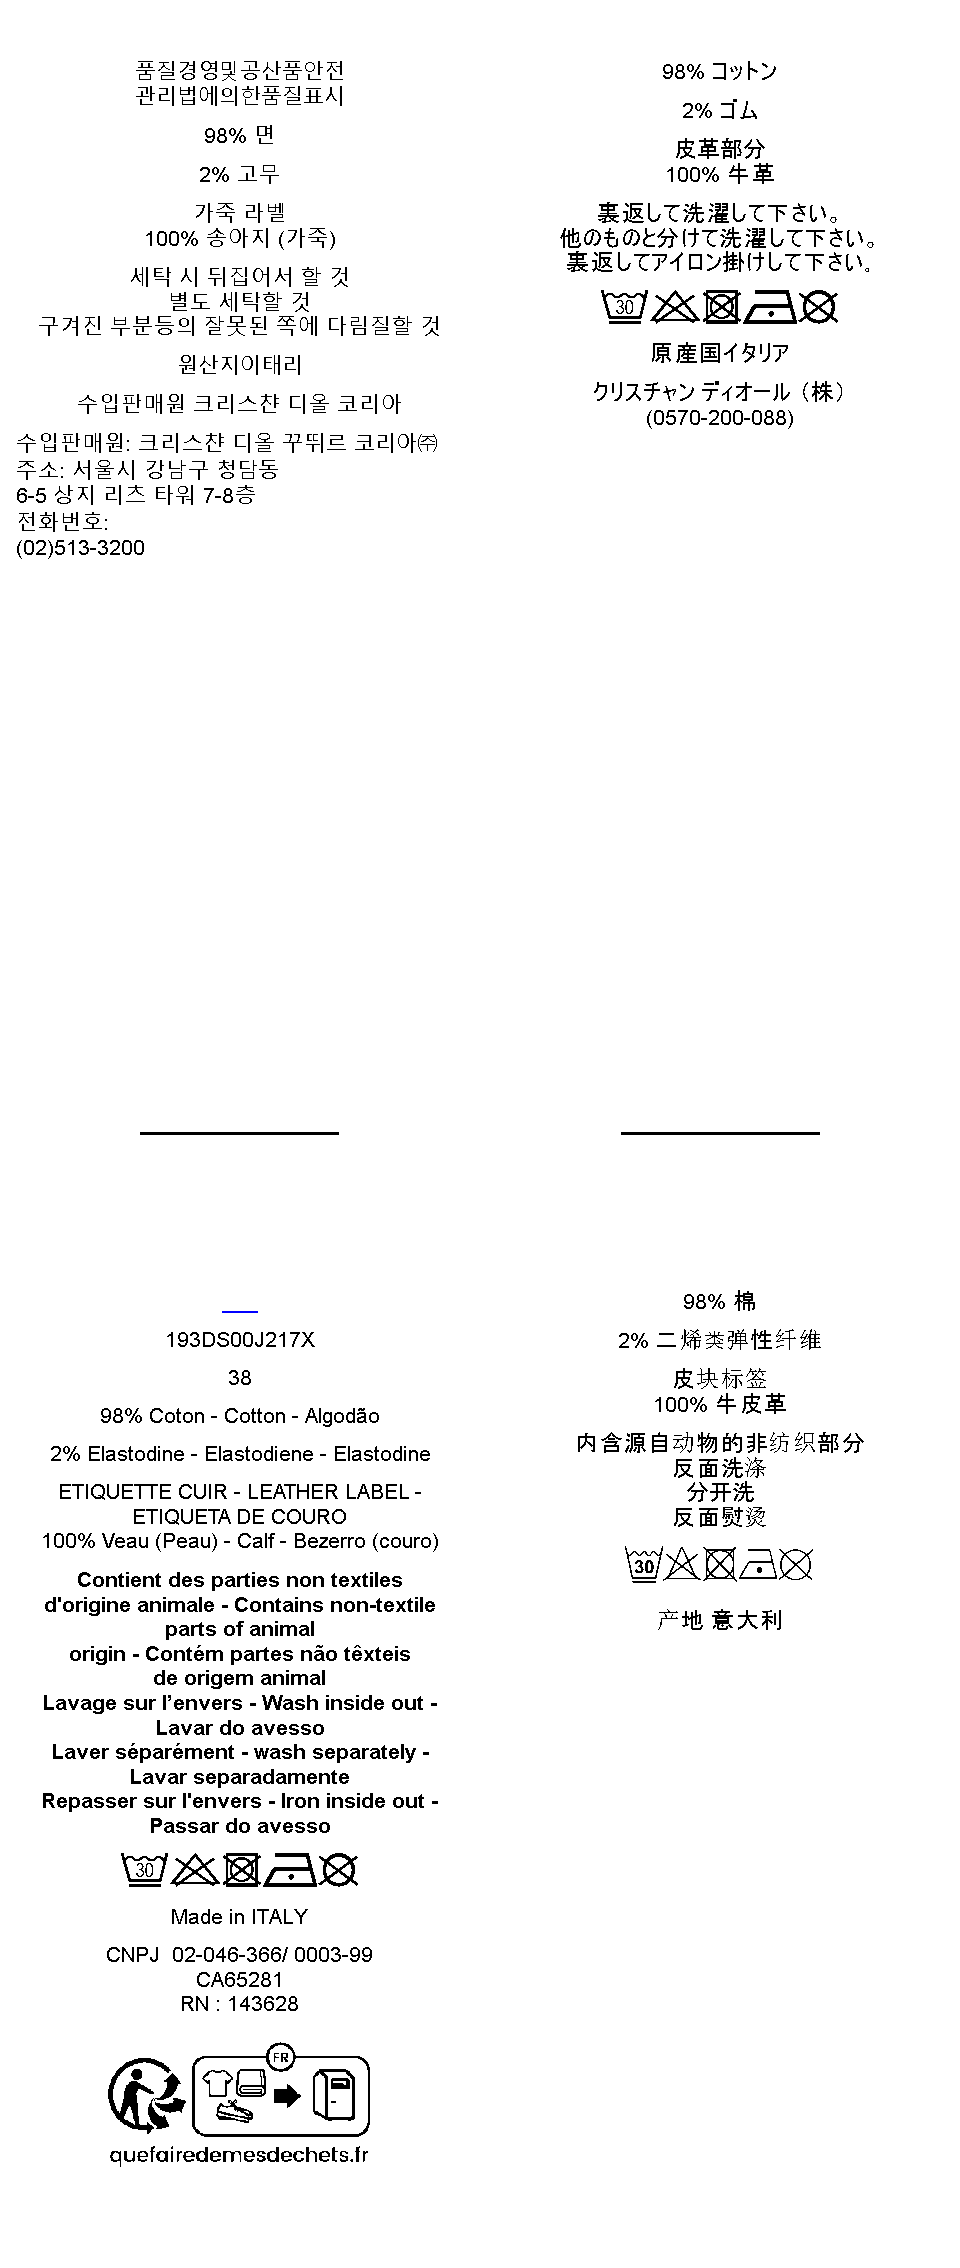 품질경영및공산품안전
관리법에의한품질표시
98% 면
2% 고무
가죽 라벨
100% 송아지 (가죽)
세탁 시 뒤집어서 할 것
별도 세탁할 것
구겨진 부분등의 잘못된 쪽에 다림질할 것
원산지이태리
수입판매원 크리스챤 디올 코리아
수입판매원: 크리스챤 디올 꾸뛰르 코리아㈜
주소: 서울시 강남구 청담동
6-5 상지 리츠 타워 7-8층
전화번호:
(02)513-3200
98% コットン
2% ゴム
皮革部分
100% 牛革
裏返して洗濯して下さい。
他のものと分けて洗濯して下さい。
裏返してアイロン掛けして下さい。
30
原産国イタリア
クリスチャン ディオール（株）
(0570-200-088)
193DS00J217X
38
98% Coton - Cotton - Algodão
2% Elastodine - Elastodiene - Elastodine
ETIQUETTE CUIR - LEATHER LABEL -
ETIQUETA DE COURO
100% Veau (Peau) - Calf - Bezerro (couro)
Contient des parties non textiles
d'origine animale - Contains non-textile
parts of animal
origin - Contém partes não têxteis
de origem animal
Lavage sur l’envers - Wash inside out -
Lavar do avesso
Laver séparément - wash separately -
Lavar separadamente
Repasser sur l'envers - Iron inside out -
Passar do avesso
30
Made in ITALY
CNPJ 02-046-366/ 0003-99
CA65281
RN : 143628
FR
quefairedemesdechets.fr
98% 棉
2% 二烯类弹性纤维
皮块标签
100% 牛皮革
内含源自动物的非纺织部分
反面洗涤
分开洗
反面熨烫
30
产地 意大利